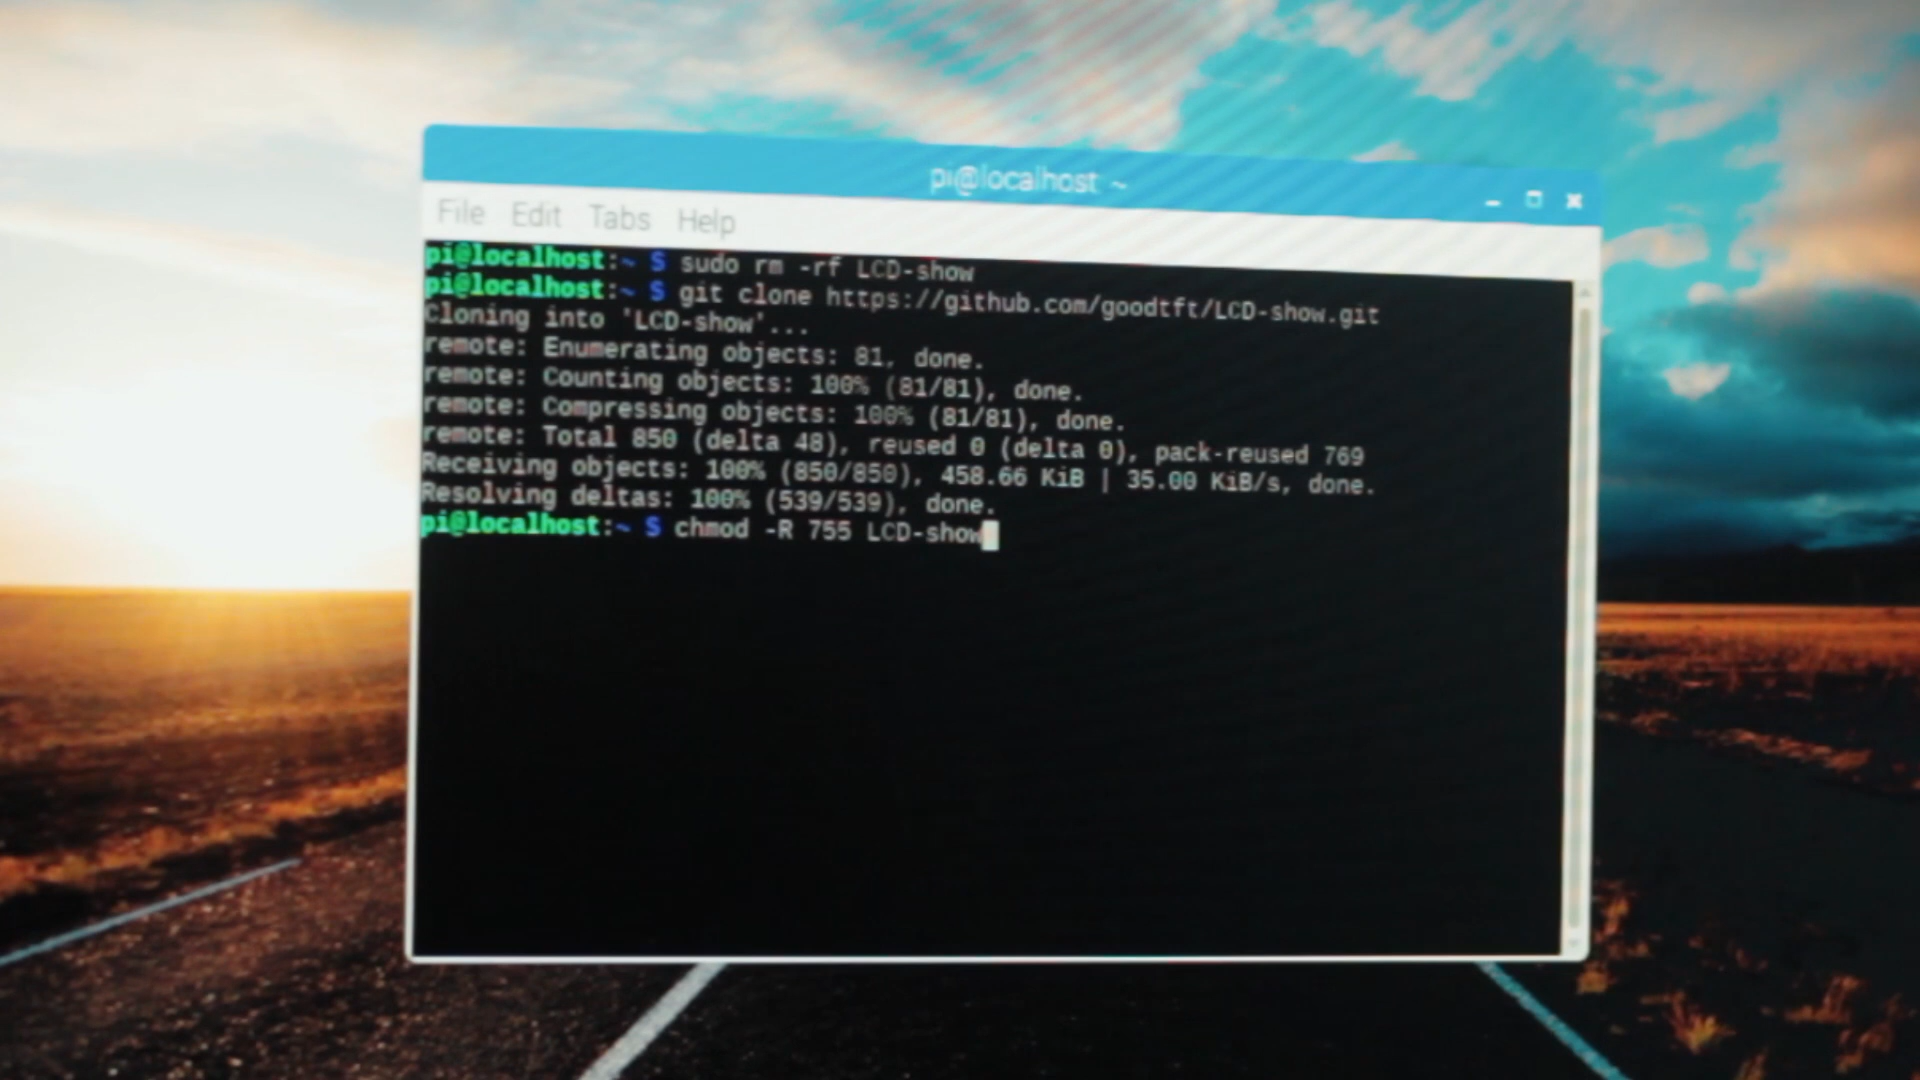 pi@localhost: ~
File Edit Tabs Help
pi@localhost:~ $ sudo rm -rf LCD-show
pi@localhost:~ $ git clone https://github.com/goodtft/LCD-show.git
Cloning into 'LCD-show'...
remote: Enumerating objects: 81, done.
remote: Counting objects: 100% (81/81), done.
remote: Compressing objects: 100% (81/81), done.
remote: Total 850 (delta 48), reused 0 (delta 0), pack-reused 769
Receiving objects: 100% (850/850), 458.66 KiB | 35.00 KiB/s, done.
Resolving deltas: 100% (539/539), done.
pi@localhost:~ $ chmod -R 755 LCD-show